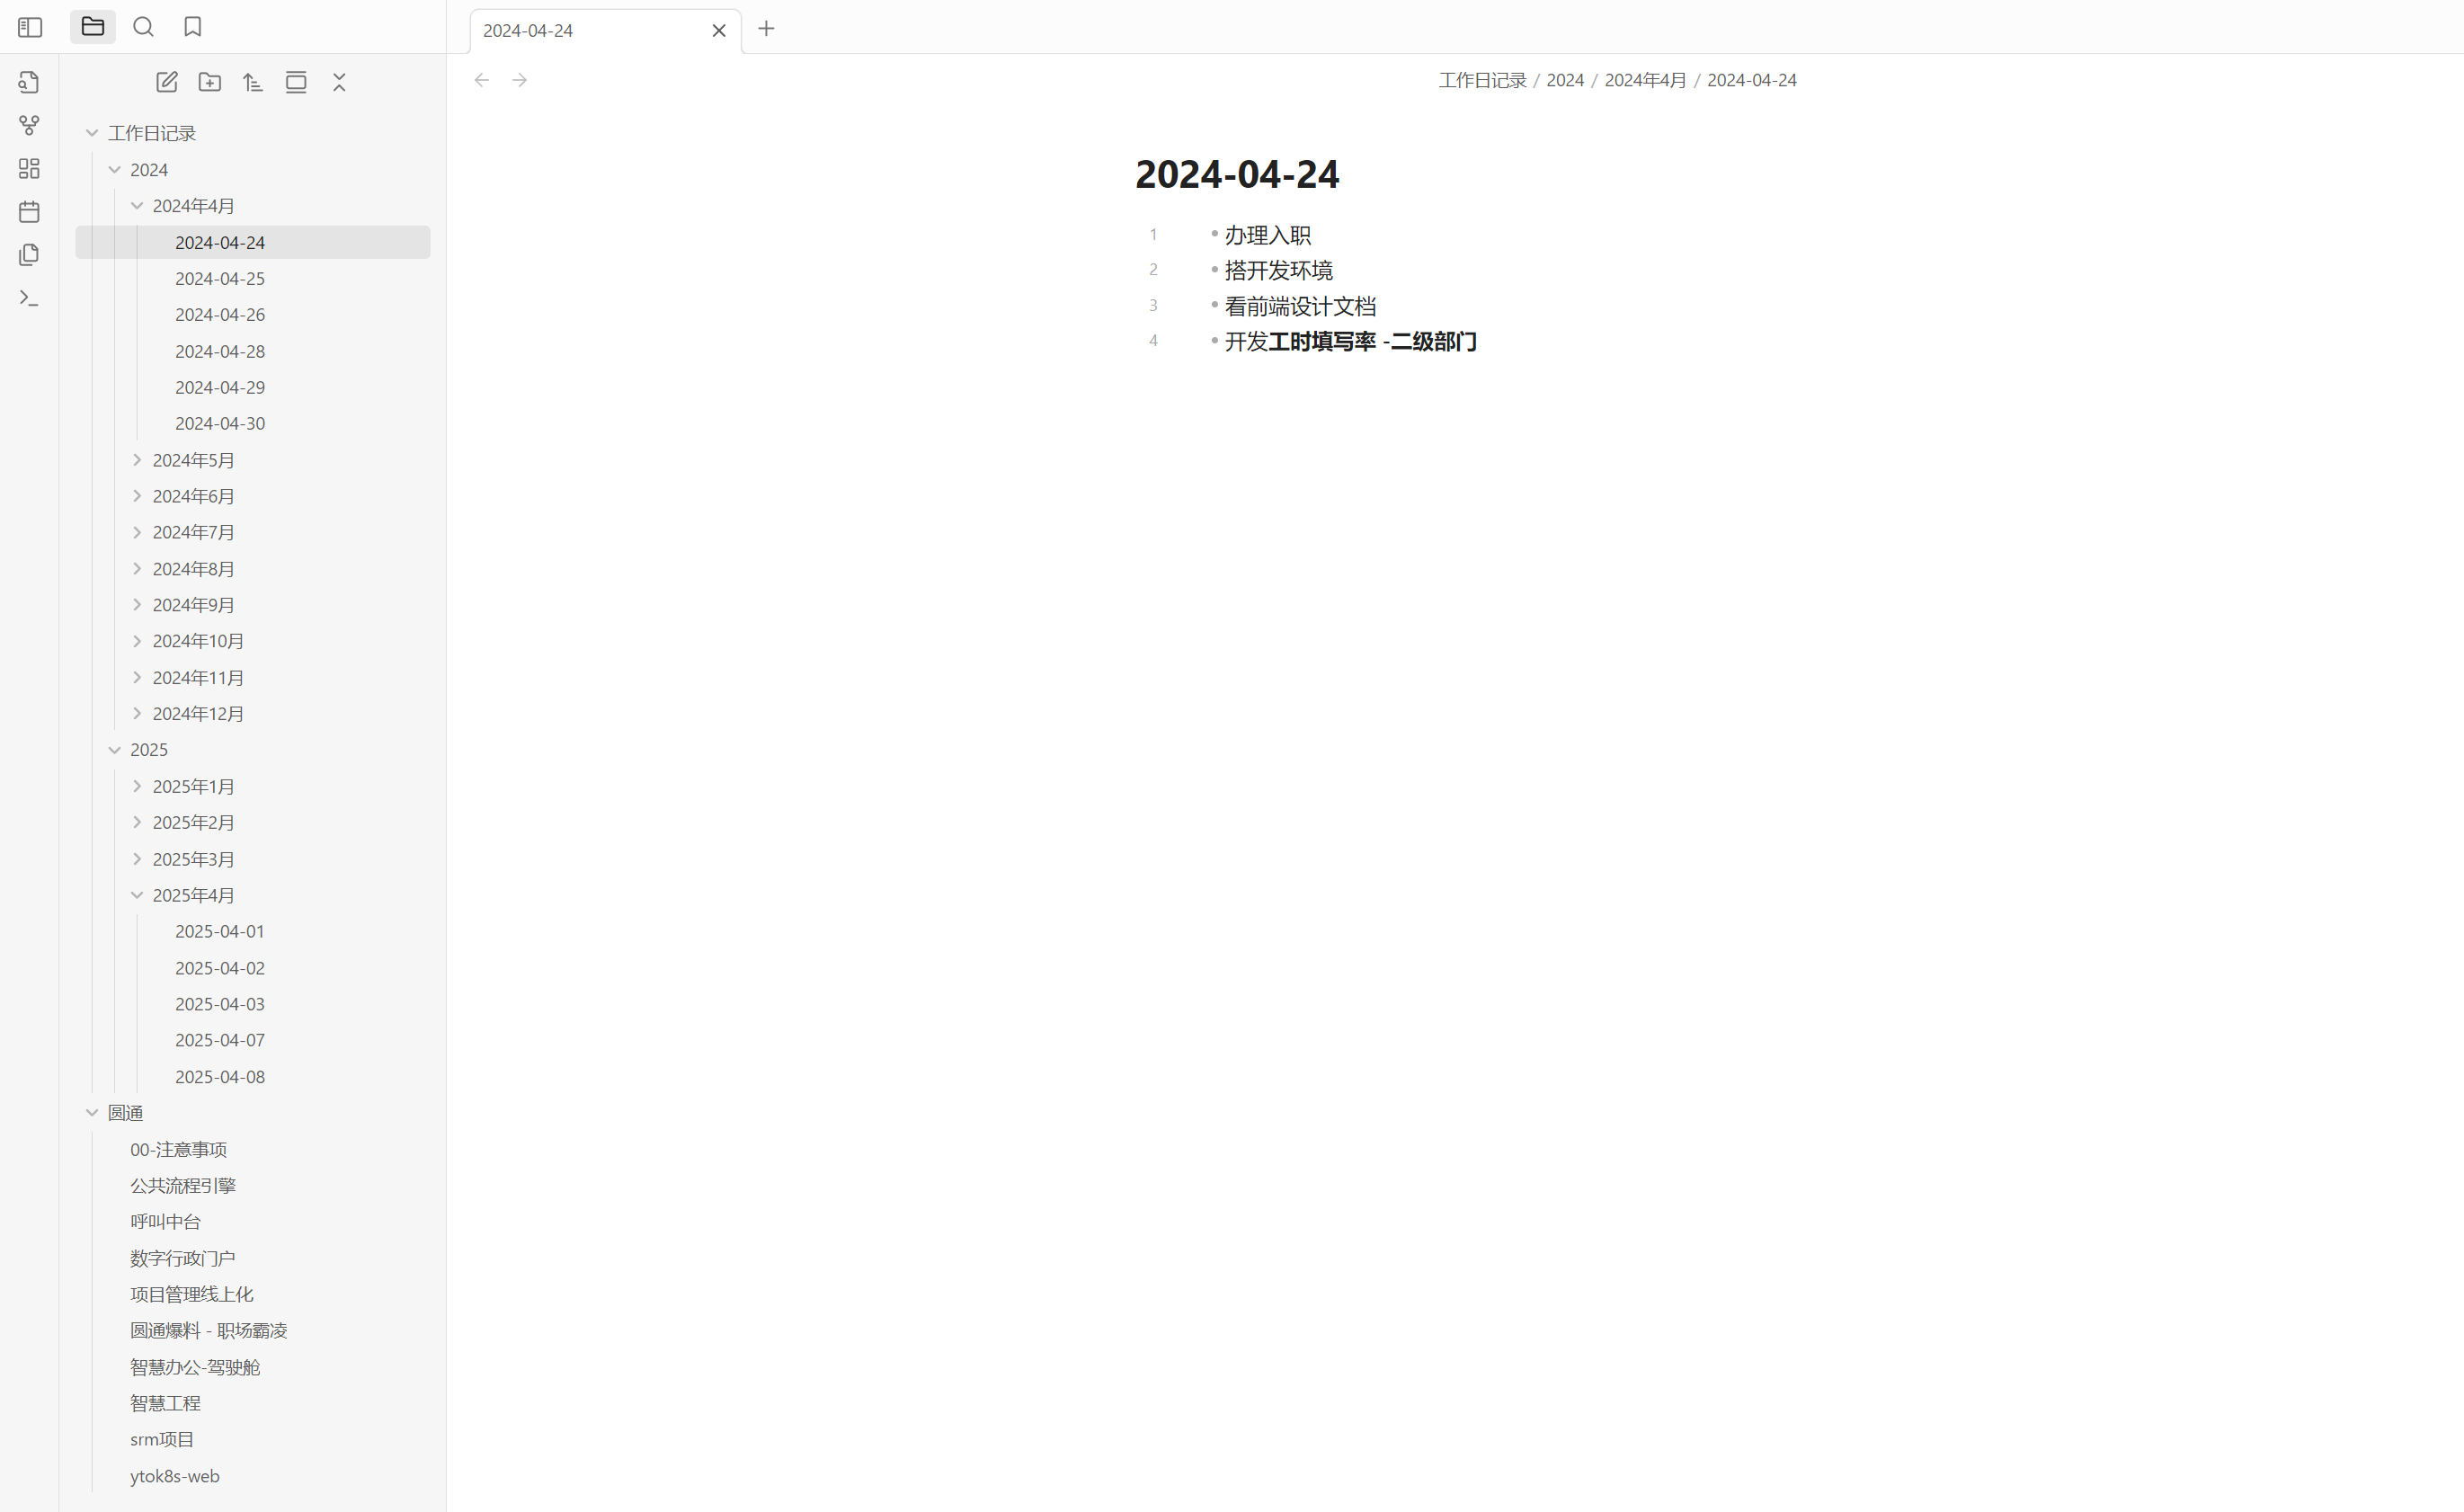 2024-04-24
工作日记录 / 2024 / 2024年4月 / 2024-04-24
工作日记录
2024
2024年4月
2024-04-24
2024-04-25
2024-04-26
2024-04-28
2024-04-29
2024-04-30
2024年5月
2024年6月
2024年7月
2024年8月
2024年9月
2024年10月
2024年11月
2024年12月
2025
2025年1月
2025年2月
2025年3月
2025年4月
2025-04-01
2025-04-02
2025-04-03
2025-04-07
2025-04-08
圆通
00-注意事项
公共流程引擎
呼叫中台
数字行政门户
项目管理线上化
圆通爆料 - 职场霸凌
智慧办公-驾驶舱
智慧工程
srm项目
ytok8s-web
2024-04-24
1 • 办理入职
2 • 搭开发环境
3 • 看前端设计文档
4 • 开发工时填写率 -二级部门